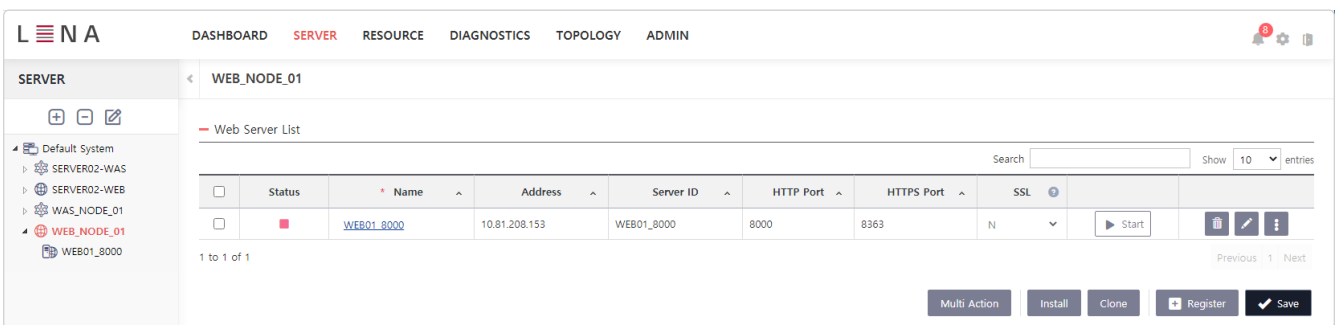 LENA
DASHBOARD SERVER RESOURCE DIAGNOSTICS TOPOLOGY ADMIN
8
SERVER
WEB_NODE_01
Default System
SERVER02-WAS
SERVER02-WEB
WAS_NODE_01
WEB_NODE_01
WEB01_8000
Web Server List
Search
Show 10 entries
Status * Name Address Server ID HTTP Port HTTPS Port SSL ?
WEB01_8000 10.81.208.153 WEB01_8000 8000 8363 N Start
1 to 1 of 1
Previous 1 Next
Multi Action Install Clone Register Save